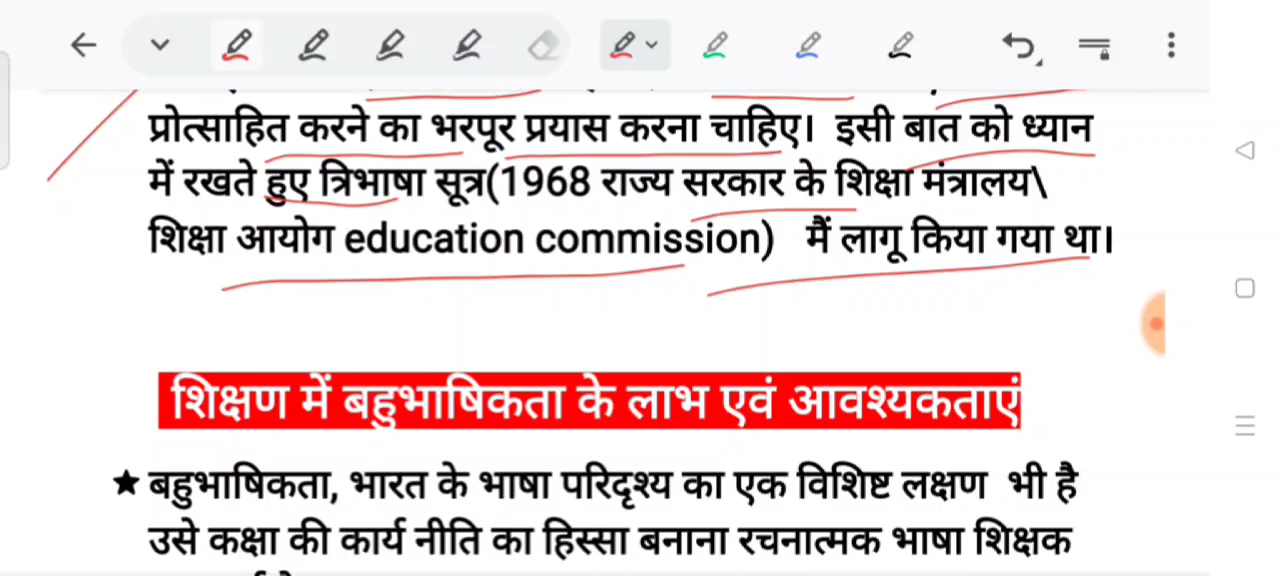 प्रोत्साहित करने का भरपूर प्रयास करना चाहिए। इसी बात को ध्यान
में रखते हुए त्रिभाषा सूत्र(1968 राज्य सरकार के शिक्षा मंत्रालय\
शिक्षा आयोग education commission) मैं लागू किया गया था।
शिक्षण में बहुभाषिकता के लाभ एवं आवश्यकताएं
★ बहुभाषिकता, भारत के भाषा परिदृश्य का एक विशिष्ट लक्षण भी है
उसे कक्षा की कार्य नीति का हिस्सा बनाना रचनात्मक भाषा शिक्षक